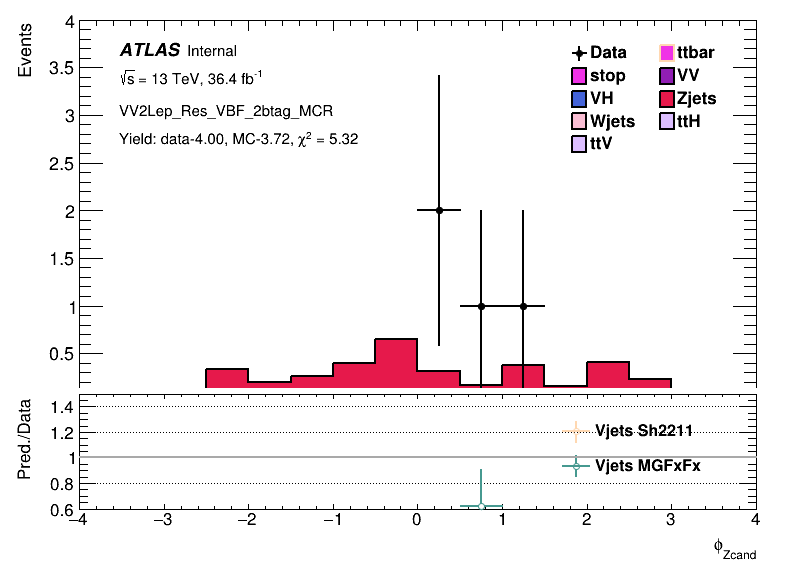 Events
4
3.5
3
2.5
2
1.5
1
0.5
ATLAS Internal
√s = 13 TeV, 36.4 fb⁻¹
VV2Lep_Res_VBF_2btag_MCR
Yield: data-4.00, MC-3.72, χ² = 5.32
Data
ttbar
stop
VV
VH
Zjets
Wjets
ttH
ttV
Pred./Data
1.4
1.2
1
0.8
0.6
Vjets Sh2211
Vjets MGFxFx
−4 −3 −2 −1 0 1 2 3 4
ϕ_Zcand